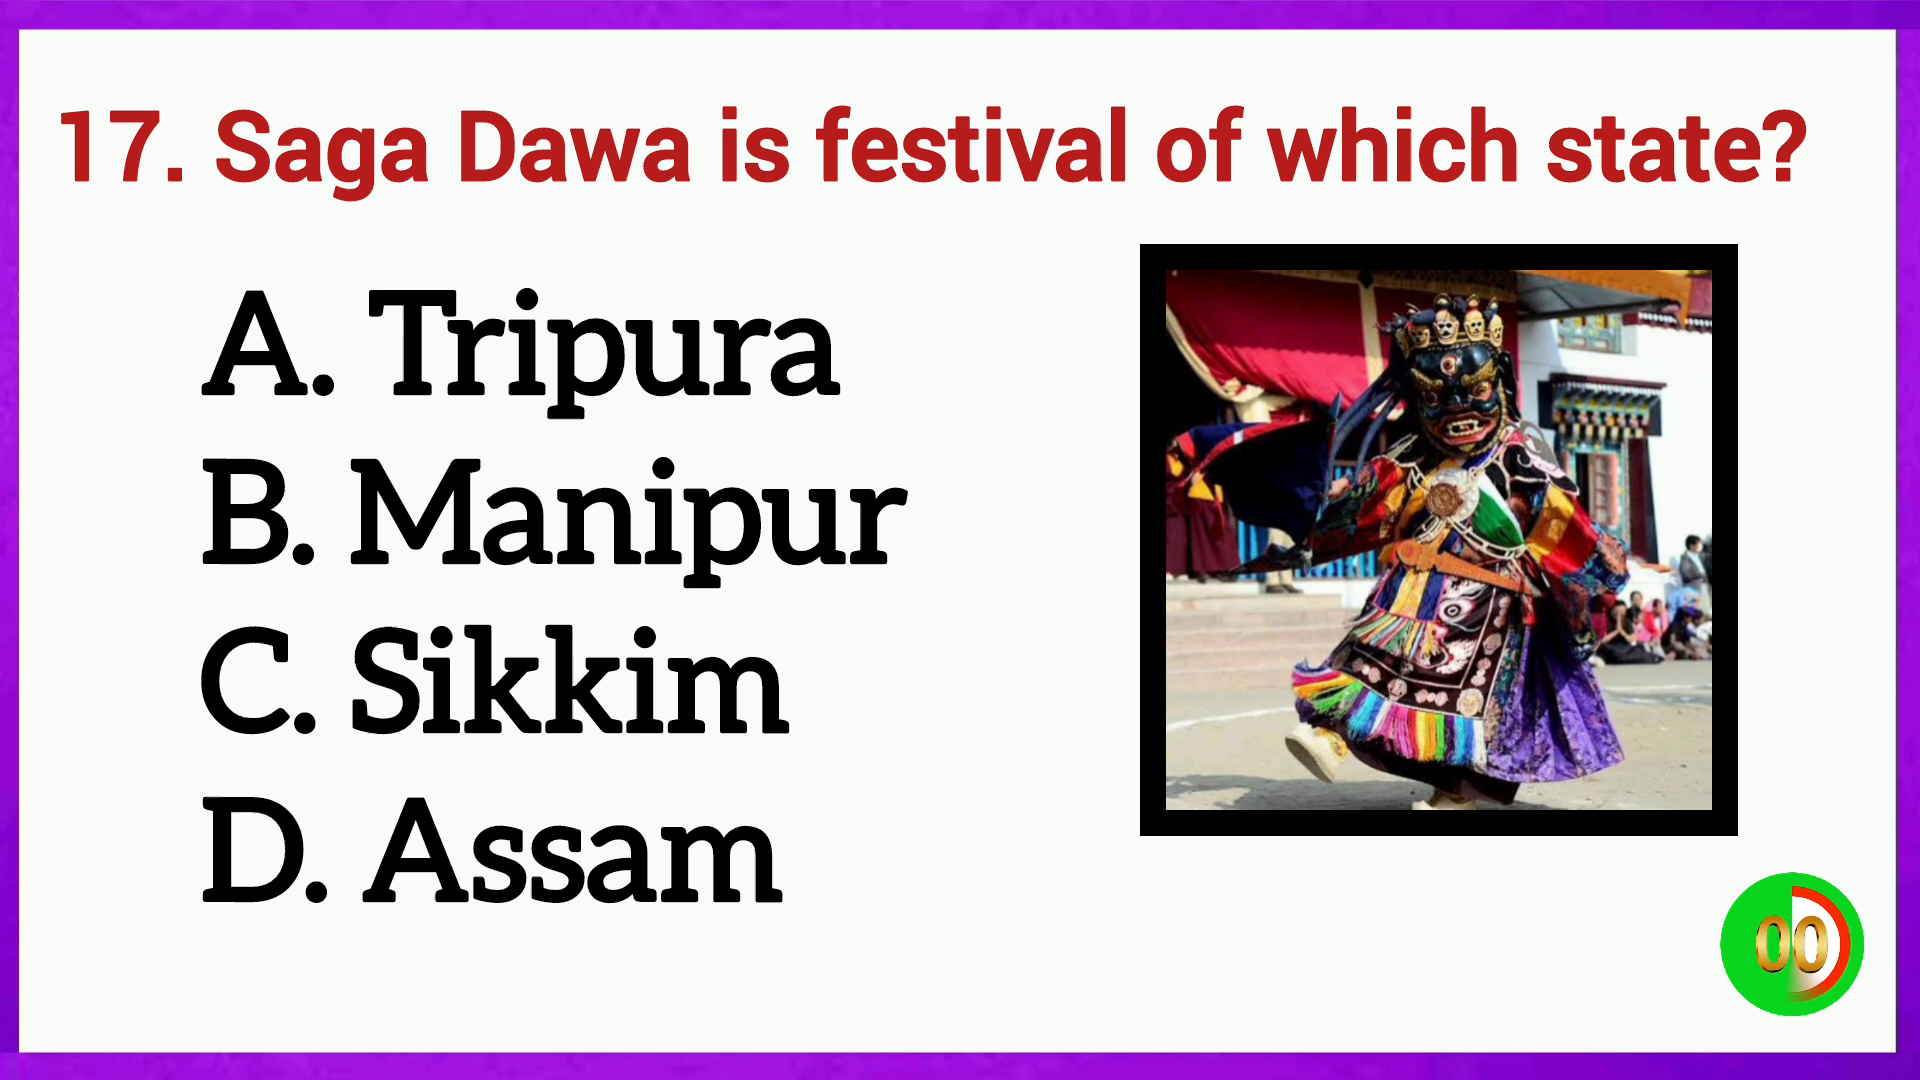 17. Saga Dawa is festival of which state?
A. Tripura
B. Manipur
C. Sikkim
D. Assam
00